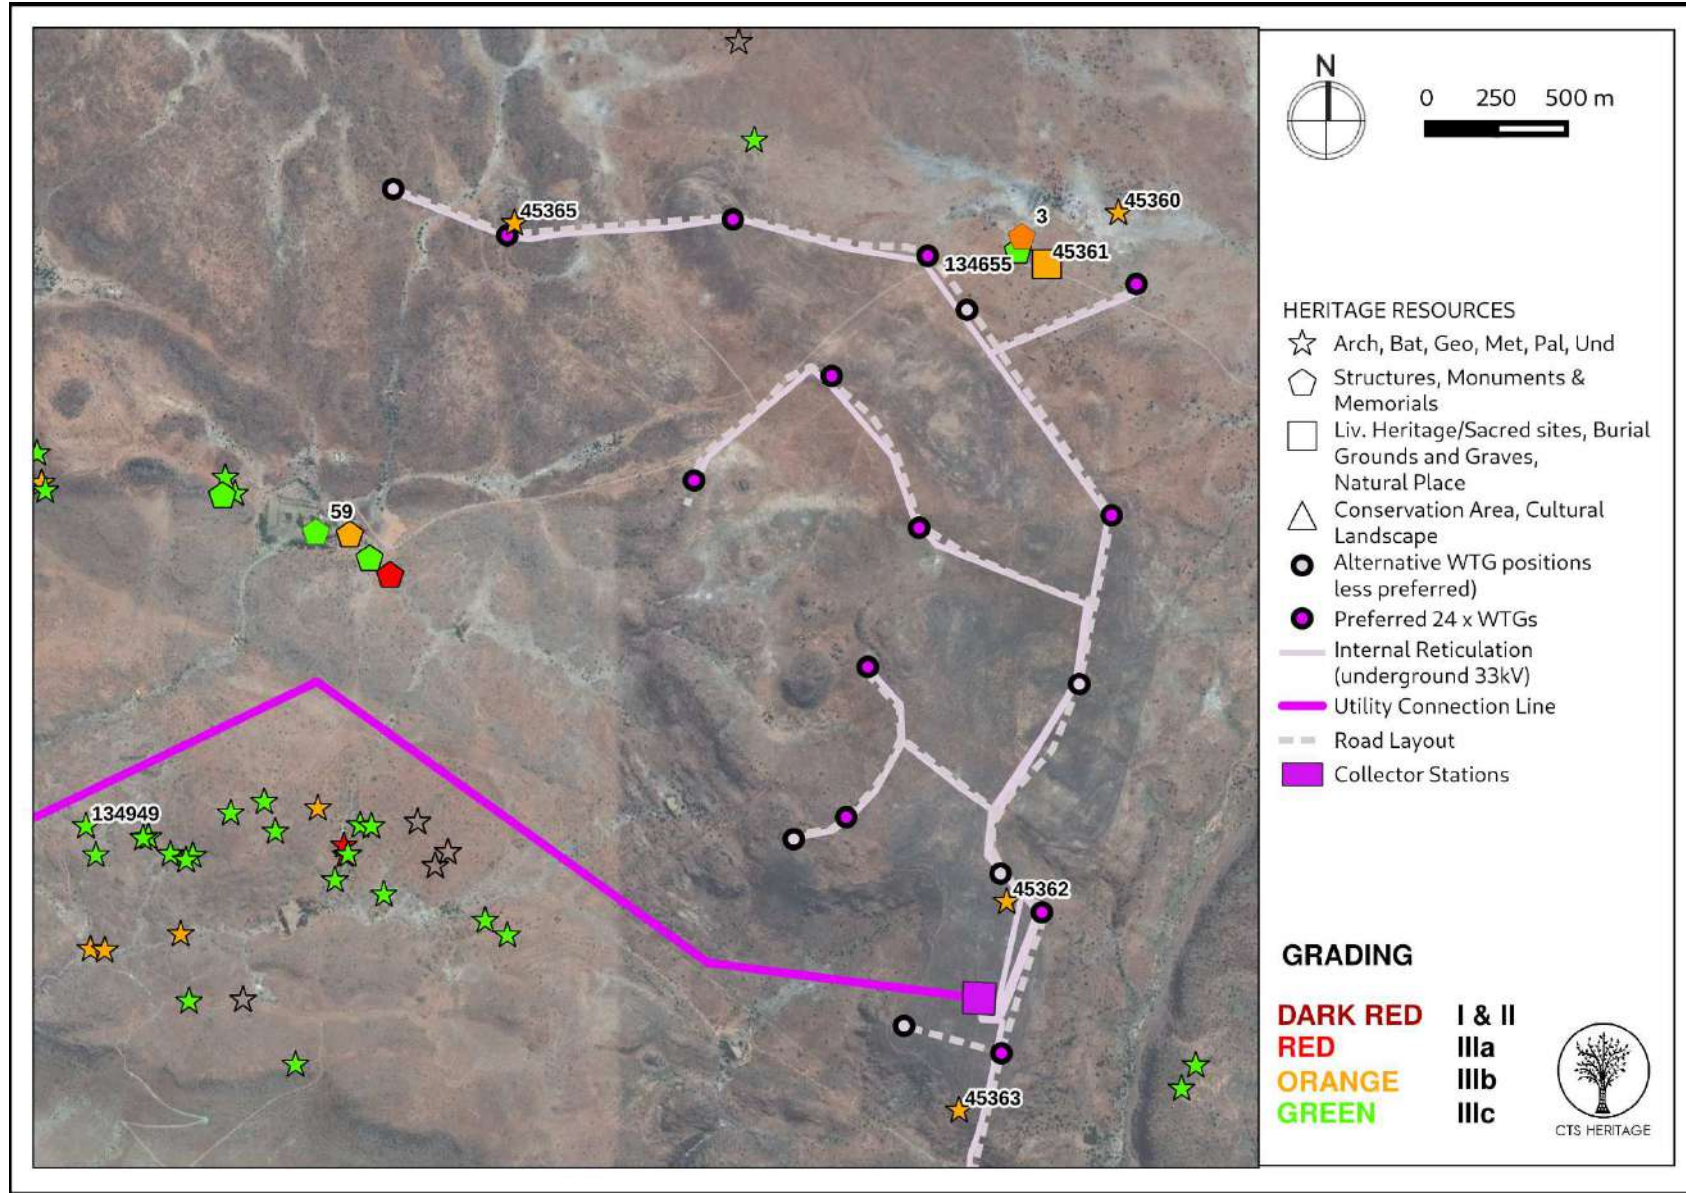 45365
45360
3
45361
134655
59
134949
45362
45363
N
0 250 500 m
HERITAGE RESOURCES
Arch, Bat, Geo, Met, Pal, Und
Structures, Monuments &
Memorials
Liv. Heritage/Sacred sites, Burial
Grounds and Graves,
Natural Place
Conservation Area, Cultural
Landscape
Alternative WTG positions
less preferred)
Preferred 24 x WTGs
Internal Reticulation
(underground 33kV)
Utility Connection Line
Road Layout
Collector Stations
GRADING
DARK RED I & II
RED IIIa
ORANGE IIIb
GREEN IIIc
CTS HERITAGE